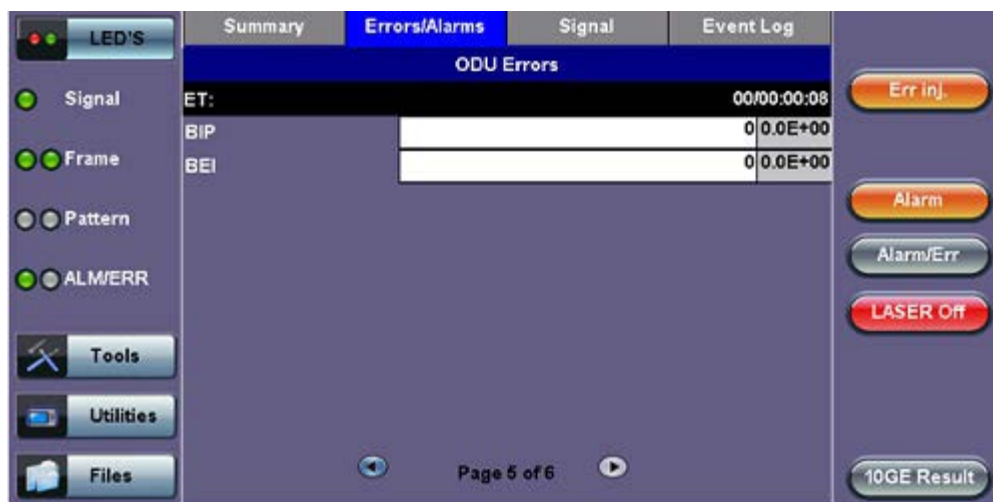 LED'S
Summary
Errors/Alarms
Signal
Event Log
ODU Errors
ET: 00/00:00:08
BIP 0 0.0E+00
BEI 0 0.0E+00
Signal
Frame
Pattern
ALM/ERR
Tools
Utilities
Files
Page 5 of 6
Err inj.
Alarm
Alarm/Err
LASER Off
10GE Result